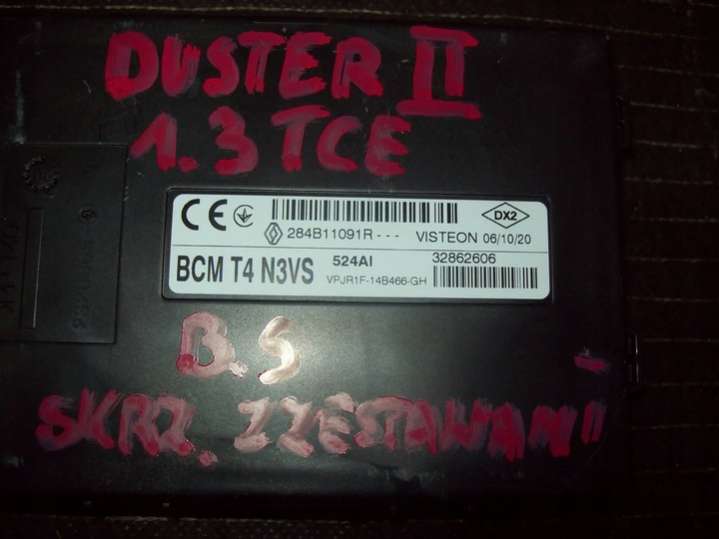 DUSTER II
1.3 TCE
CE DX2
284B11091R--- VISTEON 06/10/20
BCM T4 N3VS 524AI 32862606
VPJR1F-14B466-GH
B.S
SKRZ. ZZESTAWAMI